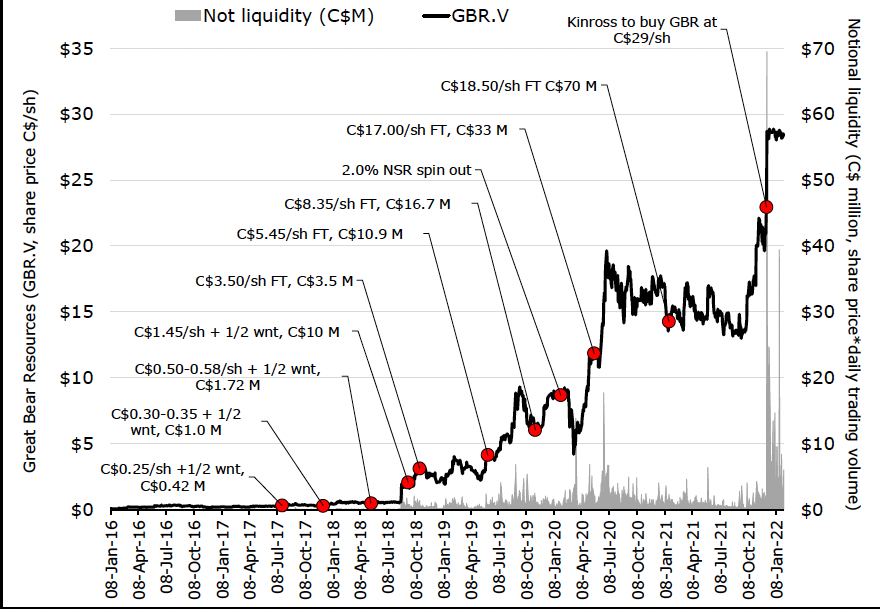 Not liquidity (C$M)
GBR.V
Kinross to buy GBR at
C$29/sh
C$18.50/sh FT C$70 M
C$17.00/sh FT, C$33 M
2.0% NSR spin out
C$8.35/sh FT, C$16.7 M
C$5.45/sh FT, C$10.9 M
C$3.50/sh FT, C$3.5 M
C$1.45/sh + 1/2 wnt, C$10 M
C$0.50-0.58/sh + 1/2 wnt,
C$1.72 M
C$0.30-0.35 + 1/2
wnt, C$1.0 M
C$0.25/sh +1/2 wnt,
C$0.42 M
Great Bear Resources (GBR.V, share price C$/sh)
$35
$30
$25
$20
$15
$10
$5
$0
$70
$60
$50
$40
$30
$20
$10
$0
Notional liquidity (C$ million, share price*daily trading volume)
08-Jan-16
08-Apr-16
08-Jul-16
08-Oct-16
08-Jan-17
08-Apr-17
08-Jul-17
08-Oct-17
08-Jan-18
08-Apr-18
08-Jul-18
08-Oct-18
08-Jan-19
08-Apr-19
08-Jul-19
08-Oct-19
08-Jan-20
08-Apr-20
08-Jul-20
08-Oct-20
08-Jan-21
08-Apr-21
08-Jul-21
08-Oct-21
08-Jan-22